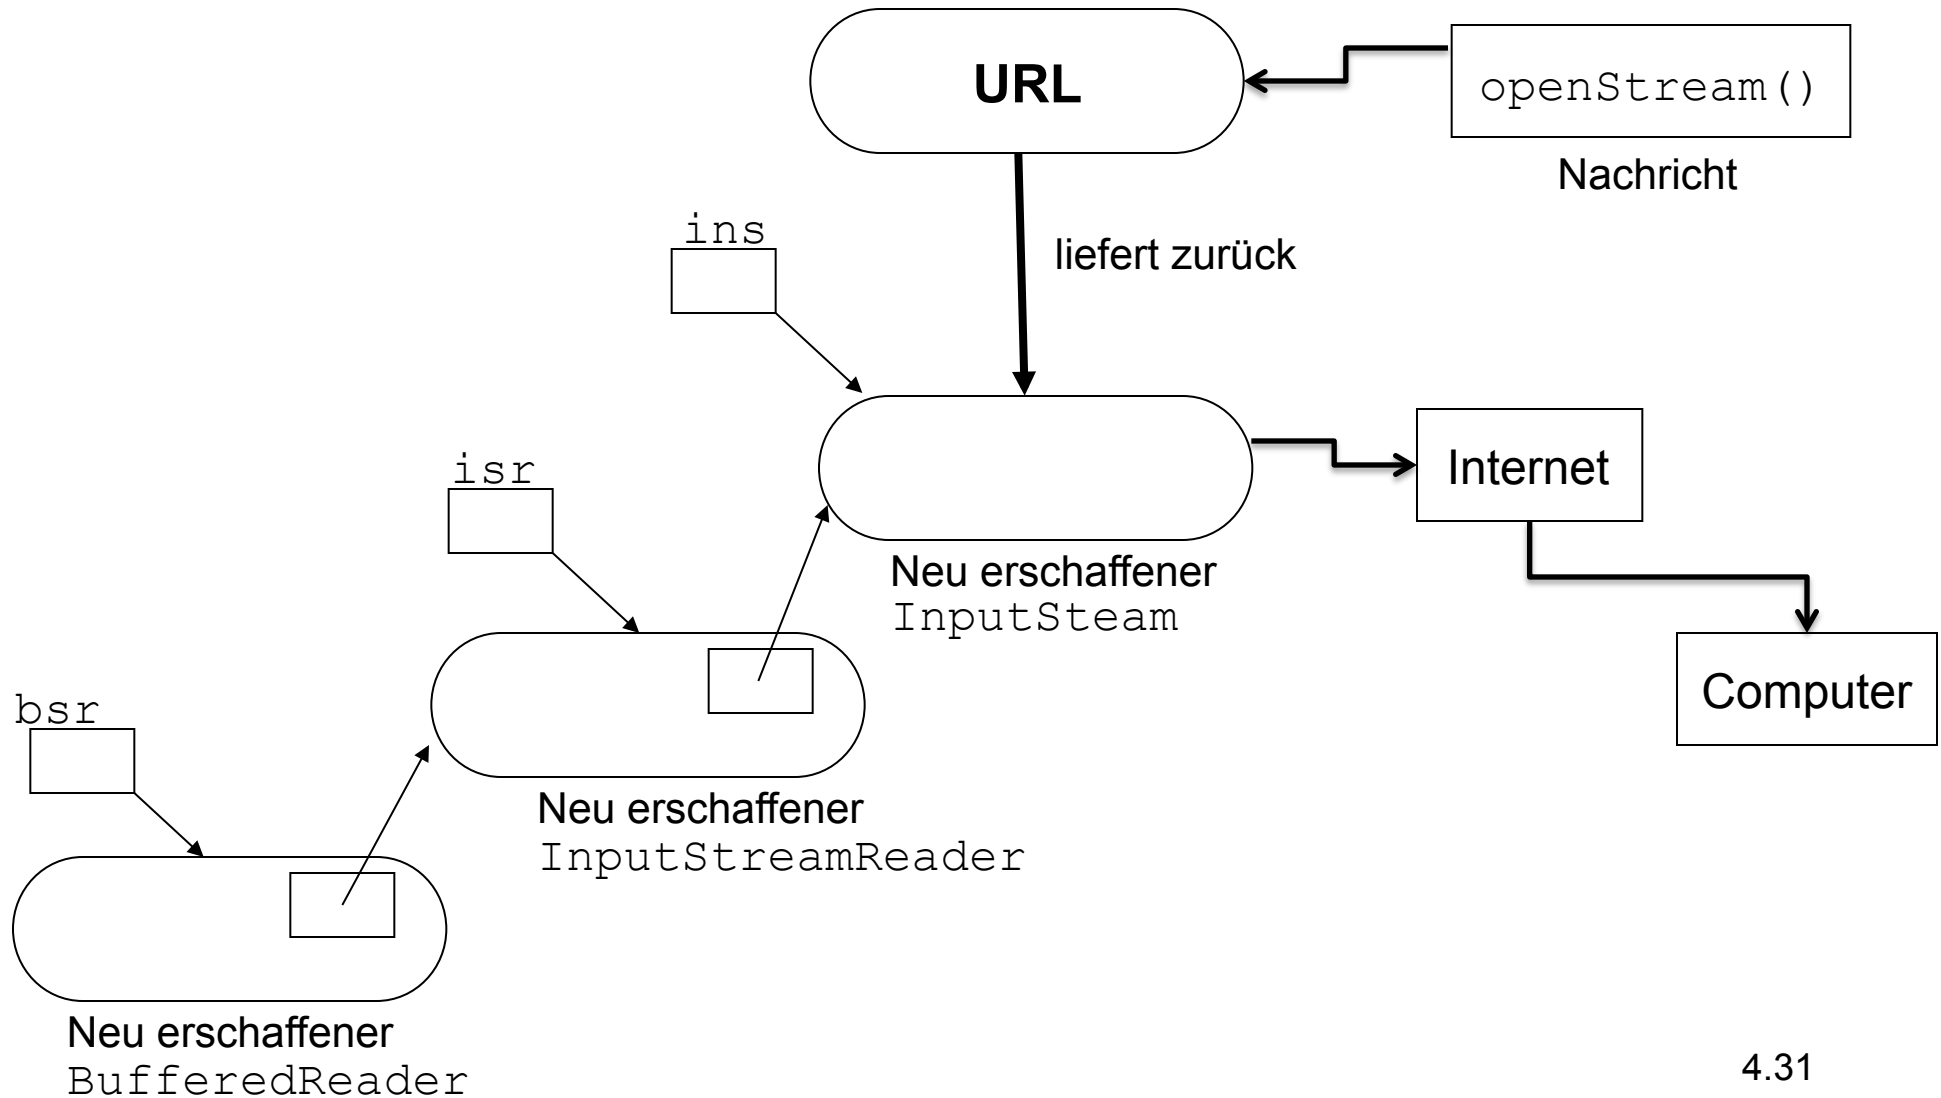 URL
openStream()
Nachricht
ins
liefert zurück
isr
Internet
Neu erschaffener
InputSteam
bsr
Computer
Neu erschaffener
InputStreamReader
Neu erschaffener
BufferedReader
4.31